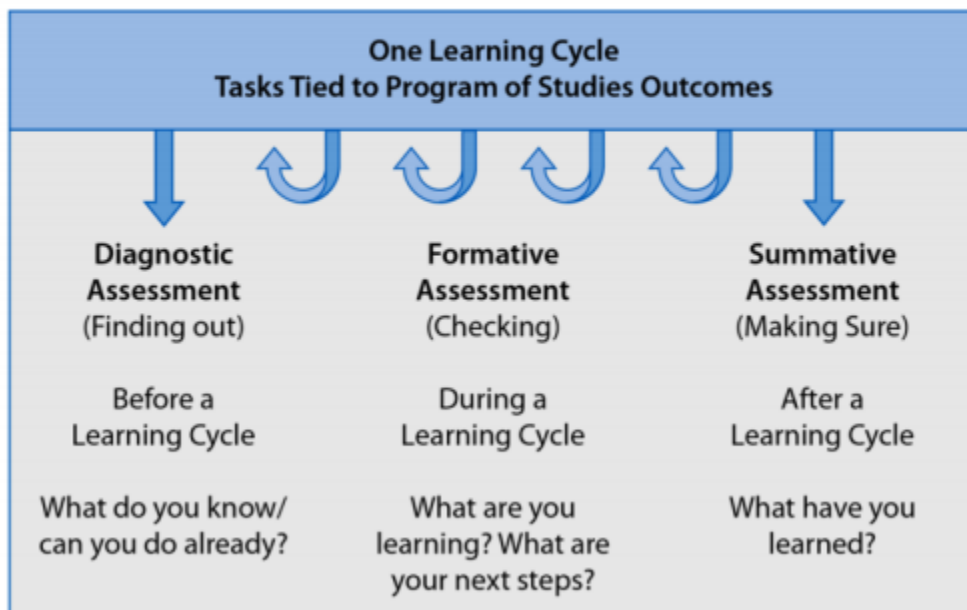 One Learning Cycle
Tasks Tied to Program of Studies Outcomes
Diagnostic
Assessment
(Finding out)
Before a
Learning Cycle
What do you know/
can you do already?
Formative
Assessment
(Checking)
During a
Learning Cycle
What are you
learning? What are
your next steps?
Summative
Assessment
(Making Sure)
After a
Learning Cycle
What have you
learned?